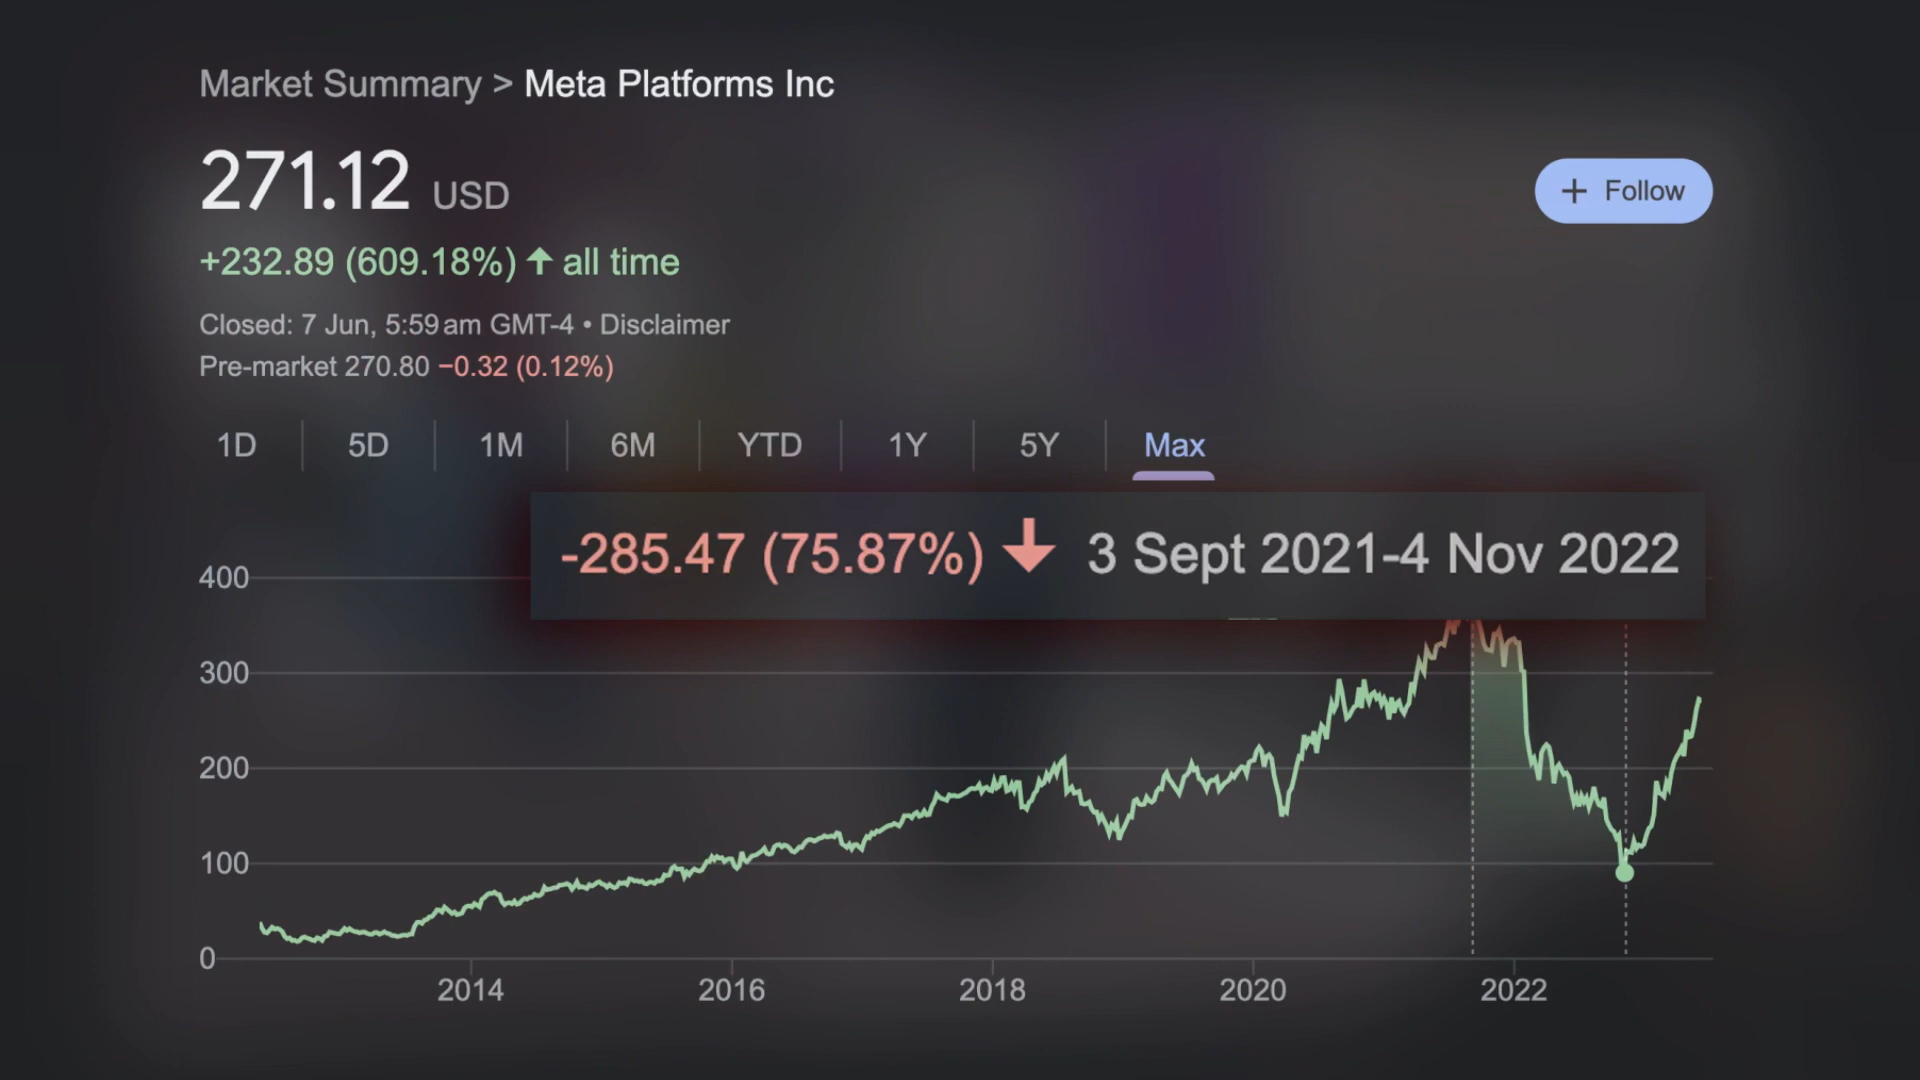 Market Summary > Meta Platforms Inc
271.12 USD
+ Follow
+232.89 (609.18%) ↑ all time
Closed: 7 Jun, 5:59 am GMT-4 • Disclaimer
Pre-market 270.80 −0.32 (0.12%)
1D 5D 1M 6M YTD 1Y 5Y Max
-285.47 (75.87%) ↓ 3 Sept 2021-4 Nov 2022
400
300
200
100
0
2014 2016 2018 2020 2022